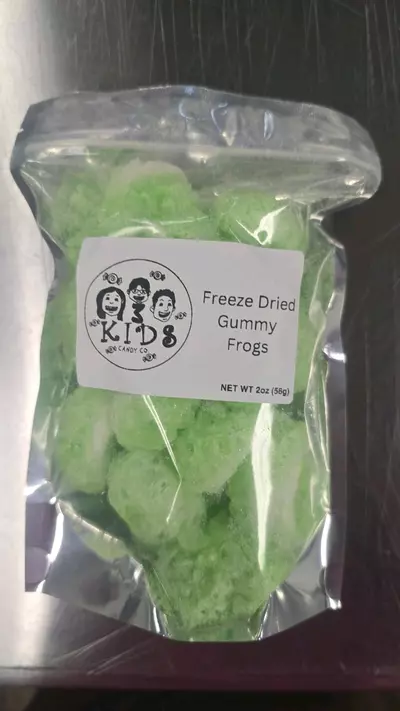 3
KIDS
CANDY CO.
Freeze Dried
Gummy
Frogs
NET WT 2oz (56g)